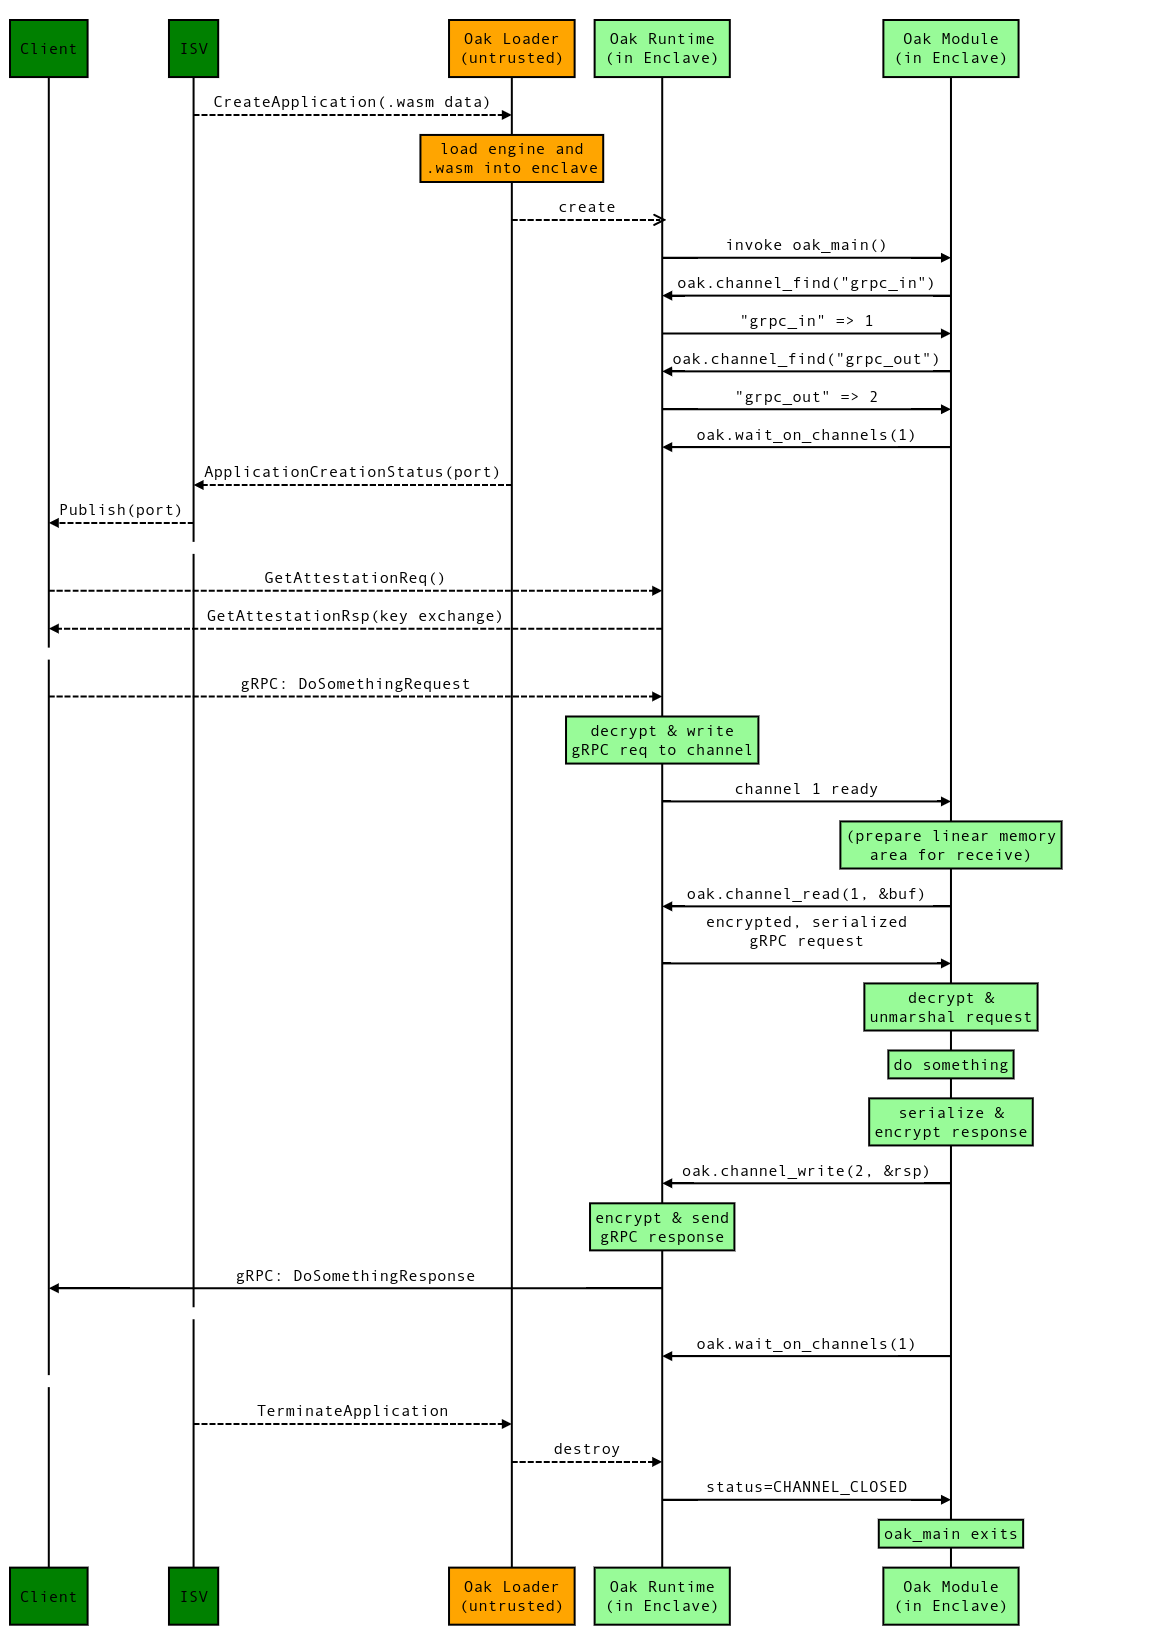 Client
ISV
Oak Loader
(untrusted)
Oak Runtime
(in Enclave)
Oak Module
(in Enclave)
CreateApplication(.wasm data)
load engine and
.wasm into enclave
create
invoke oak_main()
oak.channel_find("grpc_in")
"grpc_in" => 1
oak.channel_find("grpc_out")
"grpc_out" => 2
oak.wait_on_channels(1)
ApplicationCreationStatus(port)
Publish(port)
GetAttestationReq()
GetAttestationRsp(key exchange)
gRPC: DoSomethingRequest
decrypt & write
gRPC req to channel
channel 1 ready
(prepare linear memory
area for receive)
oak.channel_read(1, &buf)
encrypted, serialized
gRPC request
decrypt &
unmarshal request
do something
serialize &
encrypt response
oak.channel_write(2, &rsp)
encrypt & send
gRPC response
gRPC: DoSomethingResponse
oak.wait_on_channels(1)
TerminateApplication
destroy
status=CHANNEL_CLOSED
oak_main exits
Client
ISV
Oak Loader
(untrusted)
Oak Runtime
(in Enclave)
Oak Module
(in Enclave)